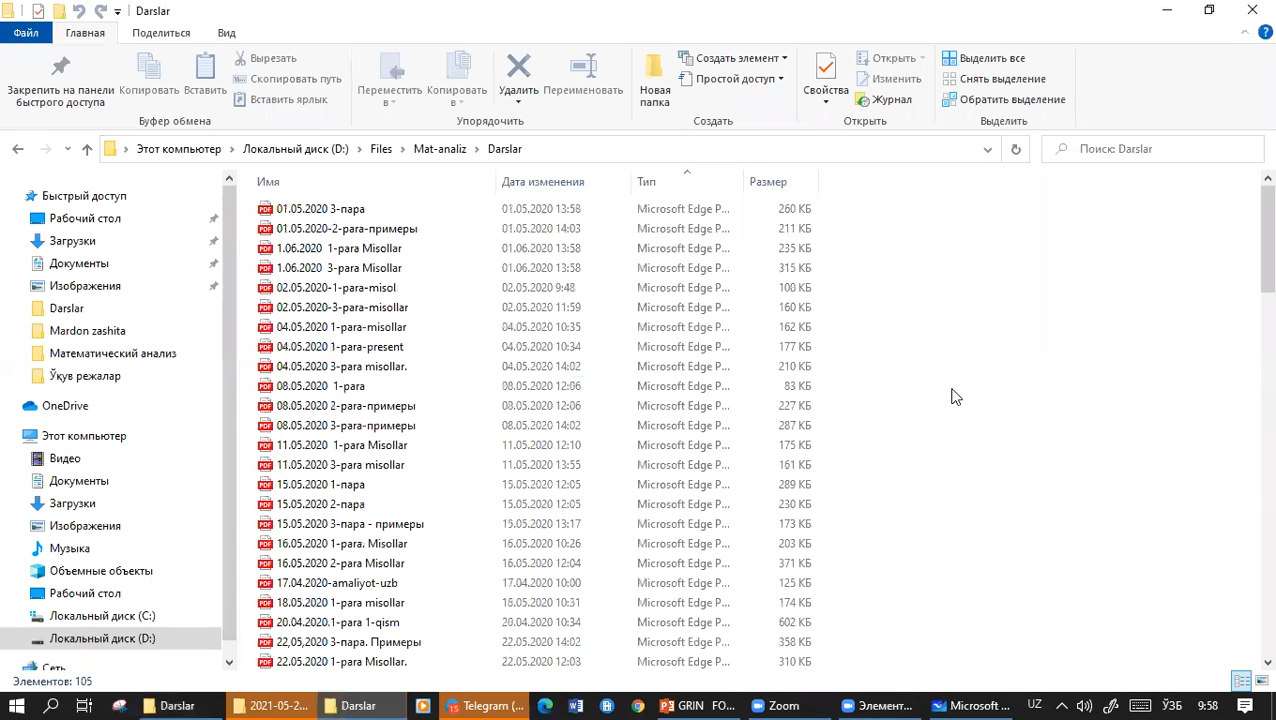 Darslar
Файл Главная Поделиться Вид
Закрепить на панели быстрого доступа
Копировать
Вставить
Вырезать
Скопировать путь
Вставить ярлык
Переместить в
Копировать в
Удалить
Переименовать
Новая папка
Создать элемент
Простой доступ
Свойства
Открыть
Изменить
Журнал
Выделить все
Снять выделение
Обратить выделение
Буфер обмена Упорядочить Создать Открыть Выделить
Этот компьютер Локальный диск (D:) Files Mat-analiz Darslar
Поиск: Darslar
Быстрый доступ
Рабочий стол
Загрузки
Документы
Изображения
Darslar
Mardon zashita
Математический анализ
Ўқув режалар
OneDrive
Этот компьютер
Видео
Документы
Загрузки
Изображения
Музыка
Объемные объекты
Рабочий стол
Локальный диск (C:)
Локальный диск (D:)
Сеть
Имя Дата изменения Тип Размер
01.05.2020 3-пара 01.05.2020 13:58 Microsoft Edge P... 260 КБ
01.05.2020-2-para-примеры 01.05.2020 14:03 Microsoft Edge P... 211 КБ
1.06.2020 1-para Misollar 01.06.2020 13:58 Microsoft Edge P... 235 КБ
1.06.2020 3-para Misollar 01.06.2020 13:58 Microsoft Edge P... 315 КБ
02.05.2020-1-para-misol 02.05.2020 9:48 Microsoft Edge P... 100 КБ
02.05.2020-3-para-misollar 02.05.2020 11:59 Microsoft Edge P... 160 КБ
04.05.2020 1-para-misollar 04.05.2020 10:35 Microsoft Edge P... 162 КБ
04.05.2020 1-para-present 04.05.2020 10:34 Microsoft Edge P... 177 КБ
04.05.2020 3-para misollar. 04.05.2020 14:02 Microsoft Edge P... 210 КБ
08.05.2020 1-para 08.05.2020 12:06 Microsoft Edge P... 83 КБ
08.05.2020 2-para-примеры 08.05.2020 12:06 Microsoft Edge P... 227 КБ
08.05.2020 3-para-примеры 08.05.2020 14:02 Microsoft Edge P... 287 КБ
11.05.2020 1-para Misollar 11.05.2020 12:10 Microsoft Edge P... 175 КБ
11.05.2020 3-para misollar 11.05.2020 13:55 Microsoft Edge P... 161 КБ
15.05.2020 1-para 15.05.2020 12:05 Microsoft Edge P... 289 КБ
15.05.2020 2-пара 15.05.2020 12:05 Microsoft Edge P... 230 КБ
15.05.2020 3-пара - примеры 15.05.2020 13:17 Microsoft Edge P... 173 КБ
16.05.2020 1-para. Misollar 16.05.2020 10:26 Microsoft Edge P... 203 КБ
16.05.2020 2-para Misollar 16.05.2020 12:04 Microsoft Edge P... 371 КБ
17.04.2020-amaliyot-uzb 17.04.2020 10:00 Microsoft Edge P... 125 КБ
18.05.2020 1-para misollar 18.05.2020 10:31 Microsoft Edge P... 174 КБ
20.04.2020.1-para 1-qism 20.04.2020 10:34 Microsoft Edge P... 602 КБ
22,05,2020 3-пара. Примеры 22.05.2020 14:02 Microsoft Edge P... 358 КБ
22.05.2020 1-para Misollar. 22.05.2020 12:03 Microsoft Edge P... 310 КБ
Элементов: 105
Darslar 2021-05-2... Darslar Telegram (... GRIN FO... Zoom Элемент... Microsoft ... UZ ЎЗБ 9:58